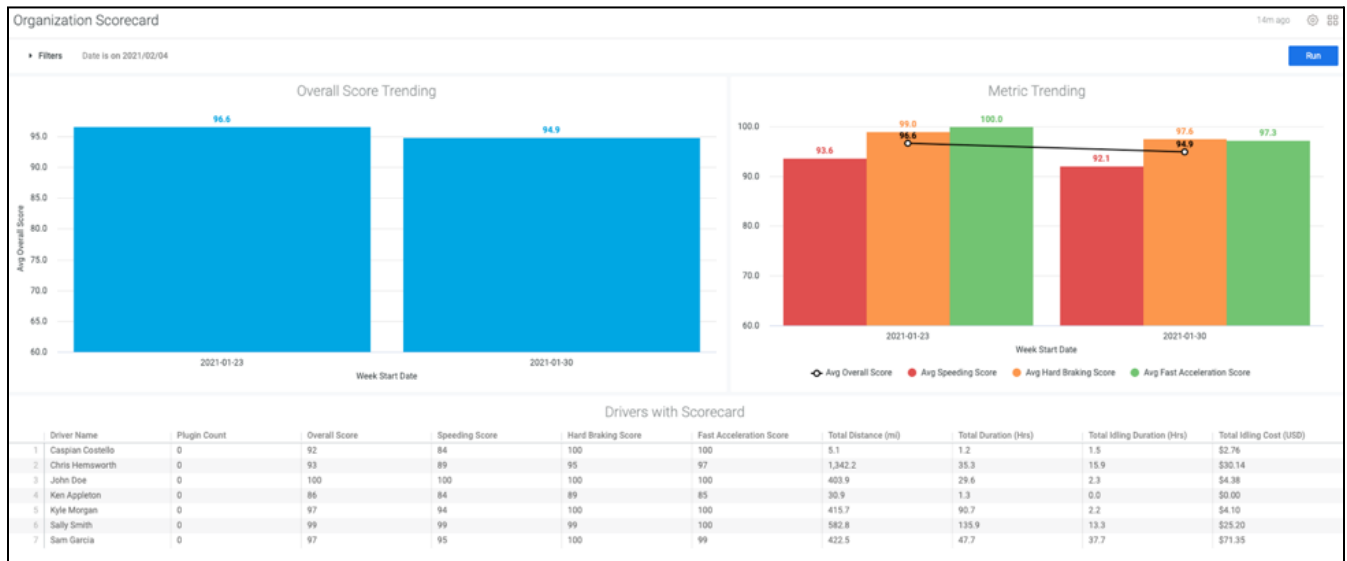 Organization Scorecard
14m ago
Filters Date is on 2021/02/04
Run
Overall Score Trending
96.6
94.9
95.0
90.0
85.0
80.0
75.0
70.0
65.0
60.0
Avg Overall Score
2021-01-23 2021-01-30
Week Start Date
Metric Trending
100.0
90.0
80.0
70.0
60.0
93.6
99.0
96.6
100.0
92.1
97.6
94.9
97.3
2021-01-23 2021-01-30
Week Start Date
Avg Overall Score Avg Speeding Score Avg Hard Braking Score Avg Fast Acceleration Score
Drivers with Scorecard
Driver Name Plugin Count Overall Score Speeding Score Hard Braking Score Fast Acceleration Score Total Distance (mi) Total Duration (Hrs) Total Idling Duration (Hrs) Total Idling Cost (USD)
1 Caspian Costello 0 92 84 100 100 5.1 1.2 1.5 $2.76
2 Chris Hemsworth 0 93 89 95 97 1,342.2 35.3 15.9 $30.14
3 John Doe 0 100 100 100 100 403.9 29.6 2.3 $4.38
4 Ken Appleton 0 86 84 89 85 30.9 1.3 0.0 $0.00
5 Kyle Morgan 0 97 94 100 100 415.7 90.7 2.2 $4.10
6 Sally Smith 0 99 99 99 100 582.8 135.9 13.3 $25.20
7 Sam Garcia 0 97 95 100 99 422.5 47.7 37.7 $71.35